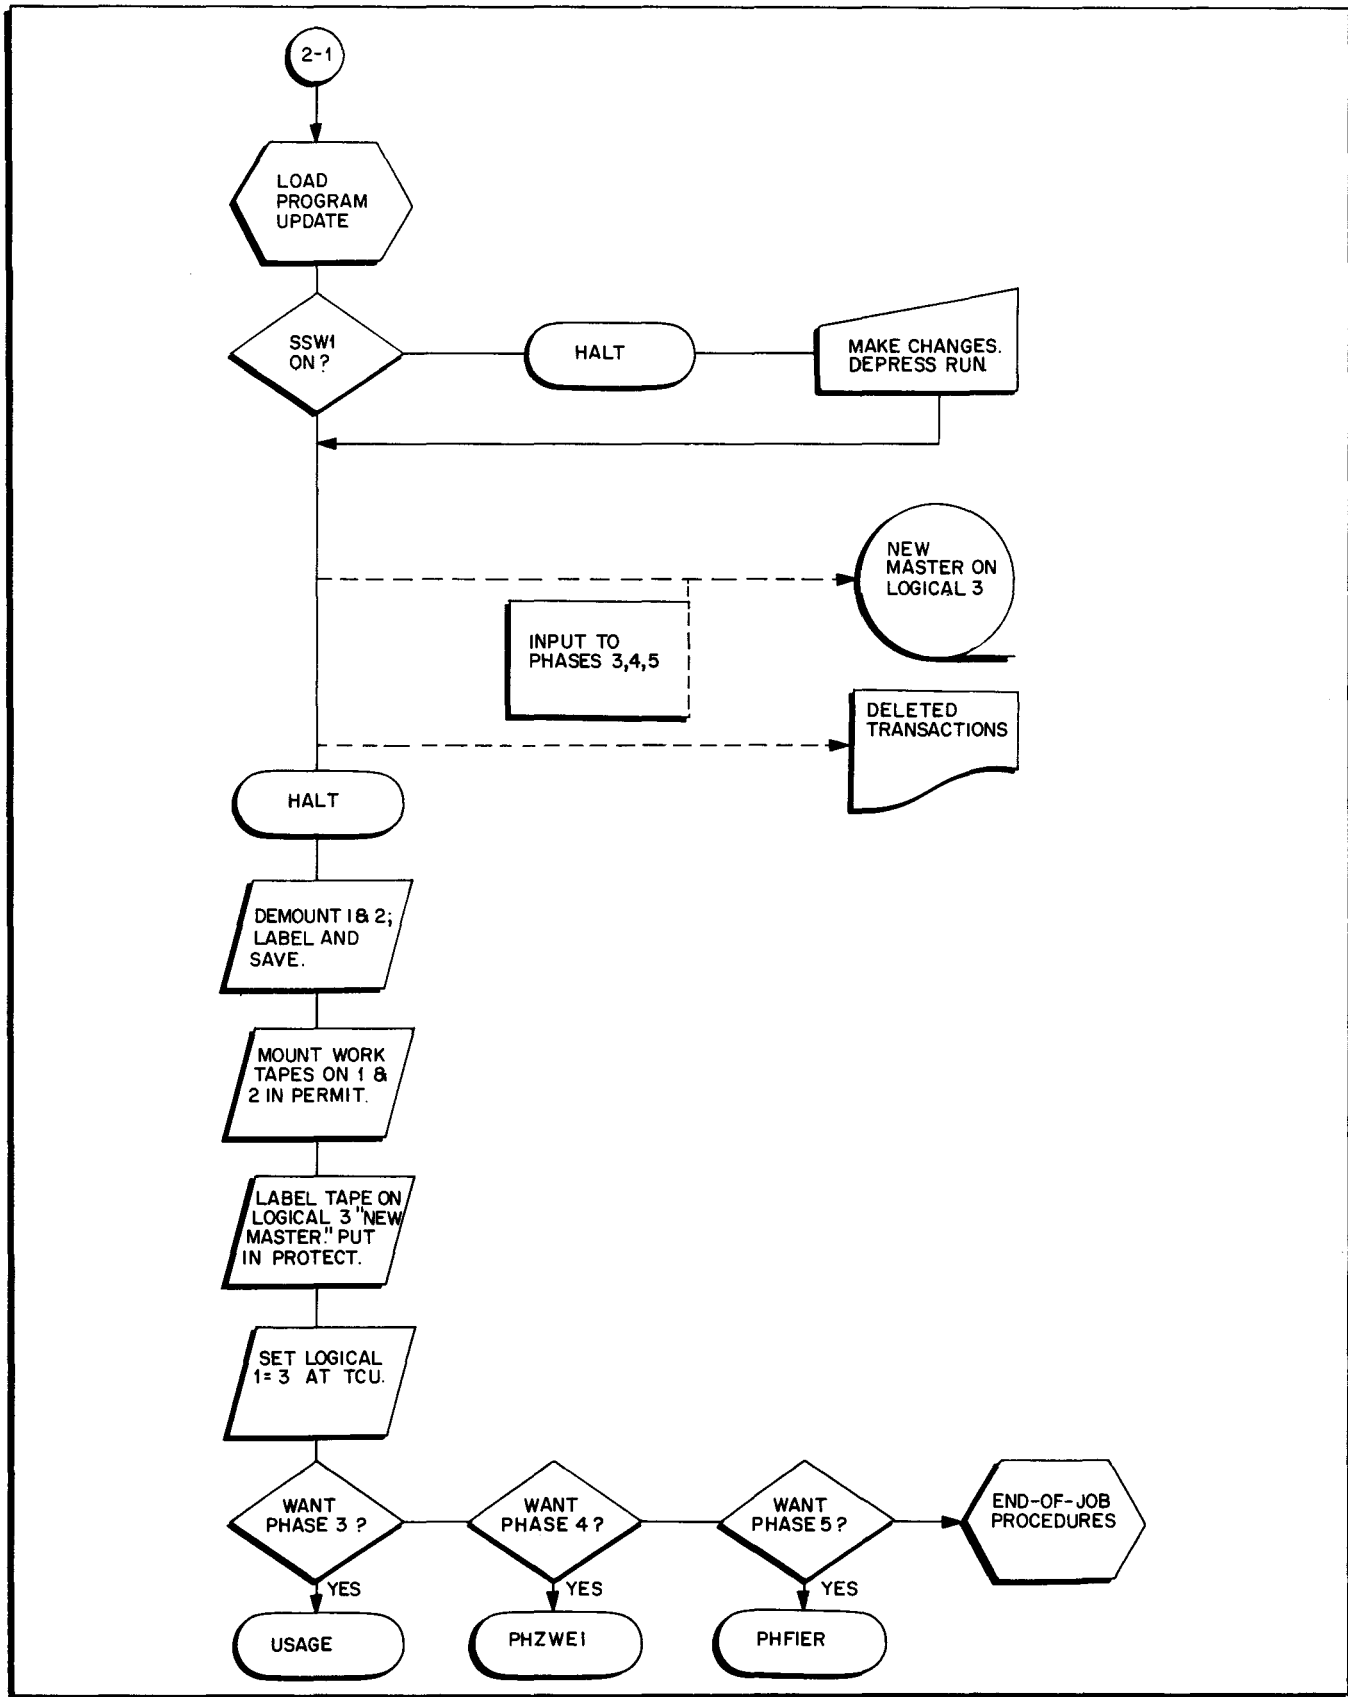 2-1
LOAD
PROGRAM
UPDATE
SSW1
ON?
HALT
MAKE CHANGES.
DEPRESS RUN.
NEW
MASTER ON
LOGICAL 3
INPUT TO
PHASES 3,4,5
DELETED
TRANSACTIONS
HALT
DEMOUNT 1 & 2;
LABEL AND
SAVE.
MOUNT WORK
TAPES ON 1 &
2 IN PERMIT.
LABEL TAPE ON
LOGICAL 3 "NEW
MASTER." PUT
IN PROTECT.
SET LOGICAL
1= 3 AT TCU.
WANT
PHASE 3?
WANT
PHASE 4?
WANT
PHASE 5?
END-OF-JOB
PROCEDURES
YES
YES
YES
USAGE
PHZWEI
PHFIER